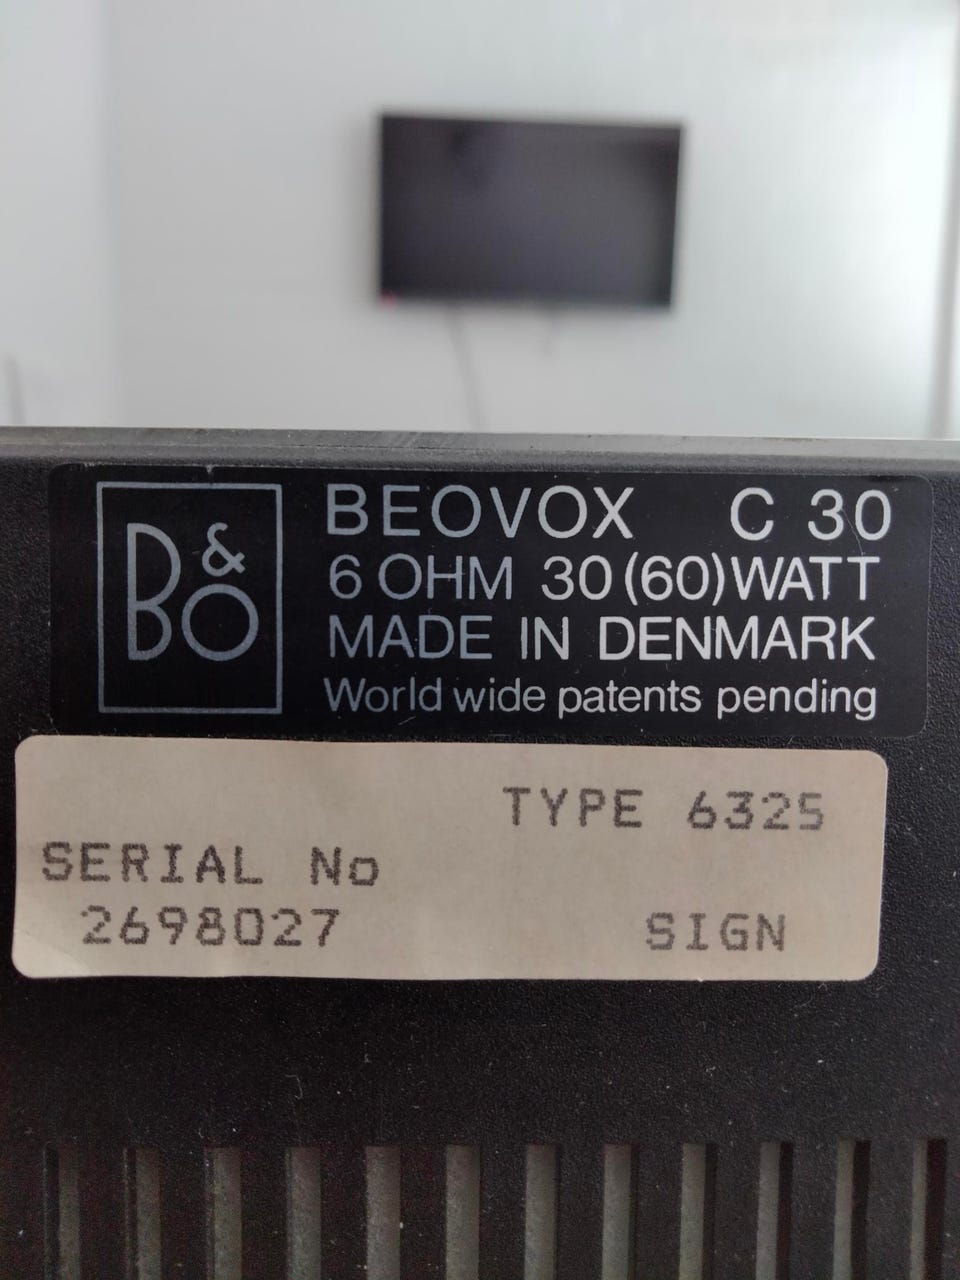 B&O
BEOVOX C 30
6 OHM 30 (60) WATT
MADE IN DENMARK
World wide patents pending
TYPE 6325
SERIAL No
2698027 SIGN